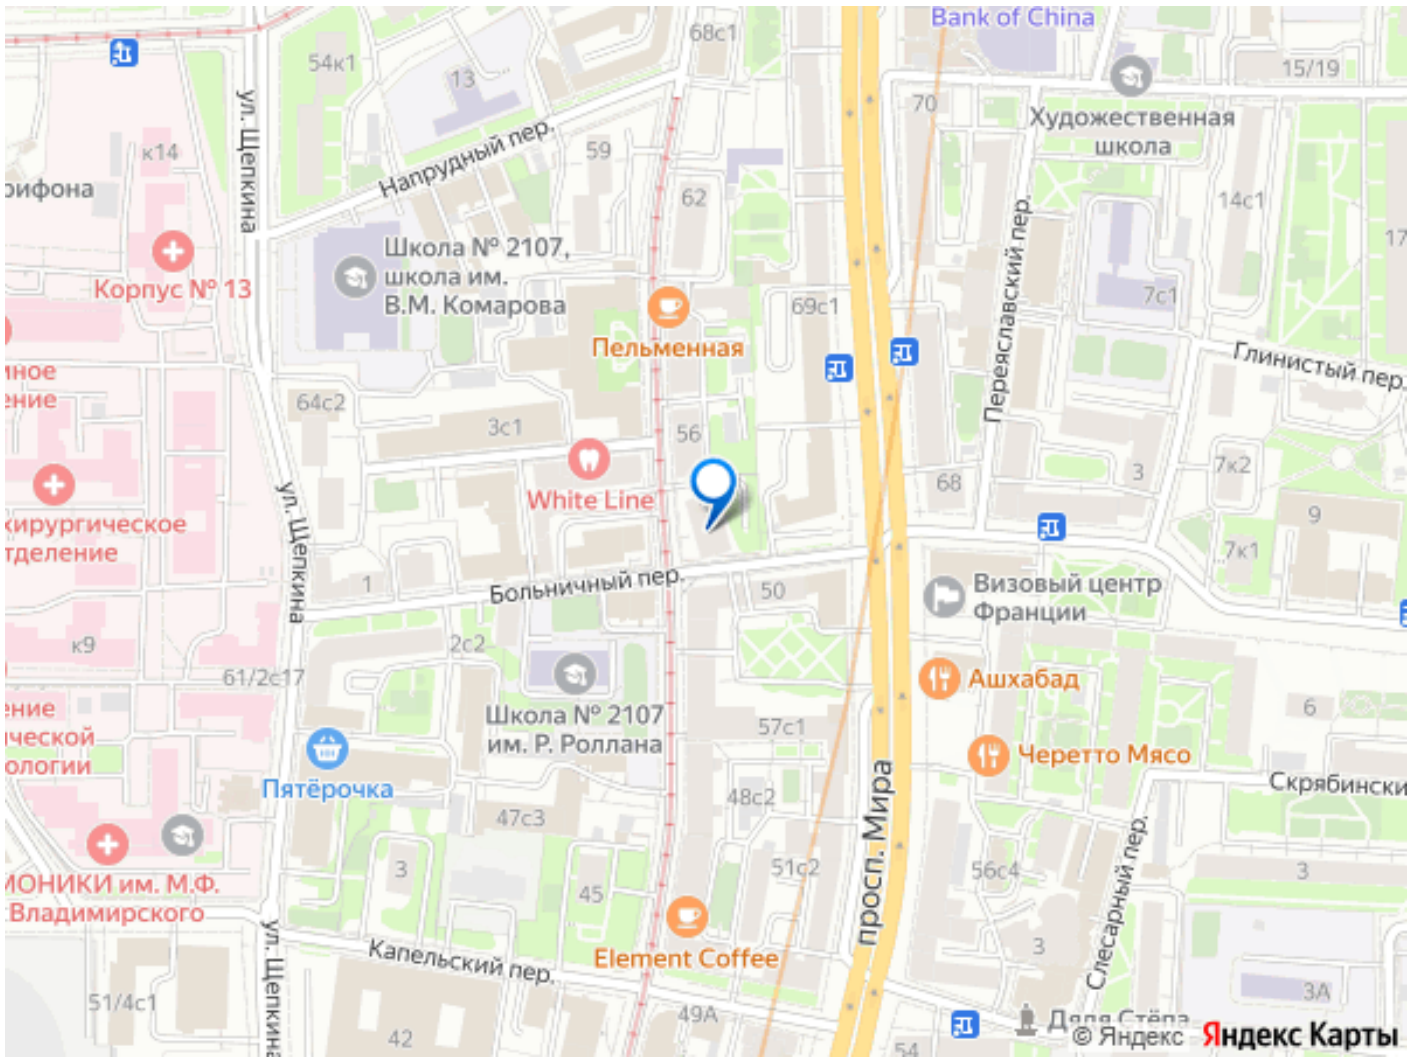 68с1
Bank of China
54к1
13
15/19
70
Художественная
школа
ул. Щепкина
Напрудный пер.
к14
59
рифона
62
14с1
17
Переяславский пер.
Школа № 2107,
школа им.
В.М. Комарова
Корпус № 13
7с1
69с1
Пельменная
Глинистый пер.
64с2
3с1
56
White Line
ул. Щепкина
3
7к2
68
9
хирургическое
тделение
7к1
1
Больничный пер.
50
Визовый центр
Франции
к9
2с2
61/2с17
Ашхабад
6
Школа № 2107
им. Р. Роллана
57с1
ение
ческой
ологии
Черетто Мясо
Пятёрочка
Скрябински
48с2
47с3
просп. Мира
3
45
51с2
56с4
3
Слесарный пер.
МОНИКИ им. М.Ф.
Владимирского
Element Coffee
3
ул. Щепкина
Капельский пер.
51/4с1
42
49А
3А
54
Дядя Стёпа
© Яндекс Яндекс Карты